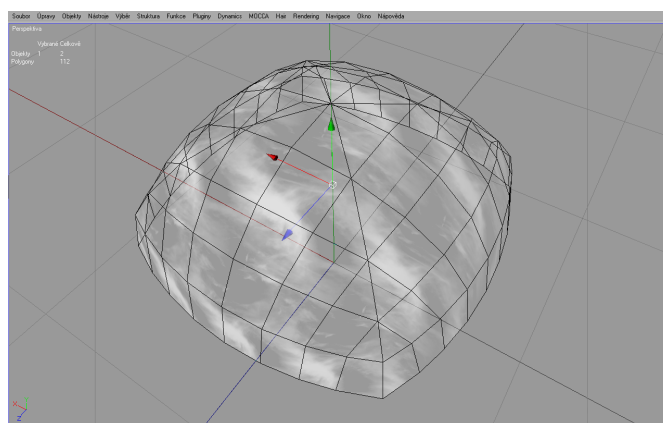 Soubor Úpravy Objekty Nástroje Výběr Struktura Funkce Pluginy Dynamics MOCCA Hair Rendering Navigace Okno Nápověda
Perspektiva
Vybrané Celkově
Objekty 1 2
Polygony 112
X
Z